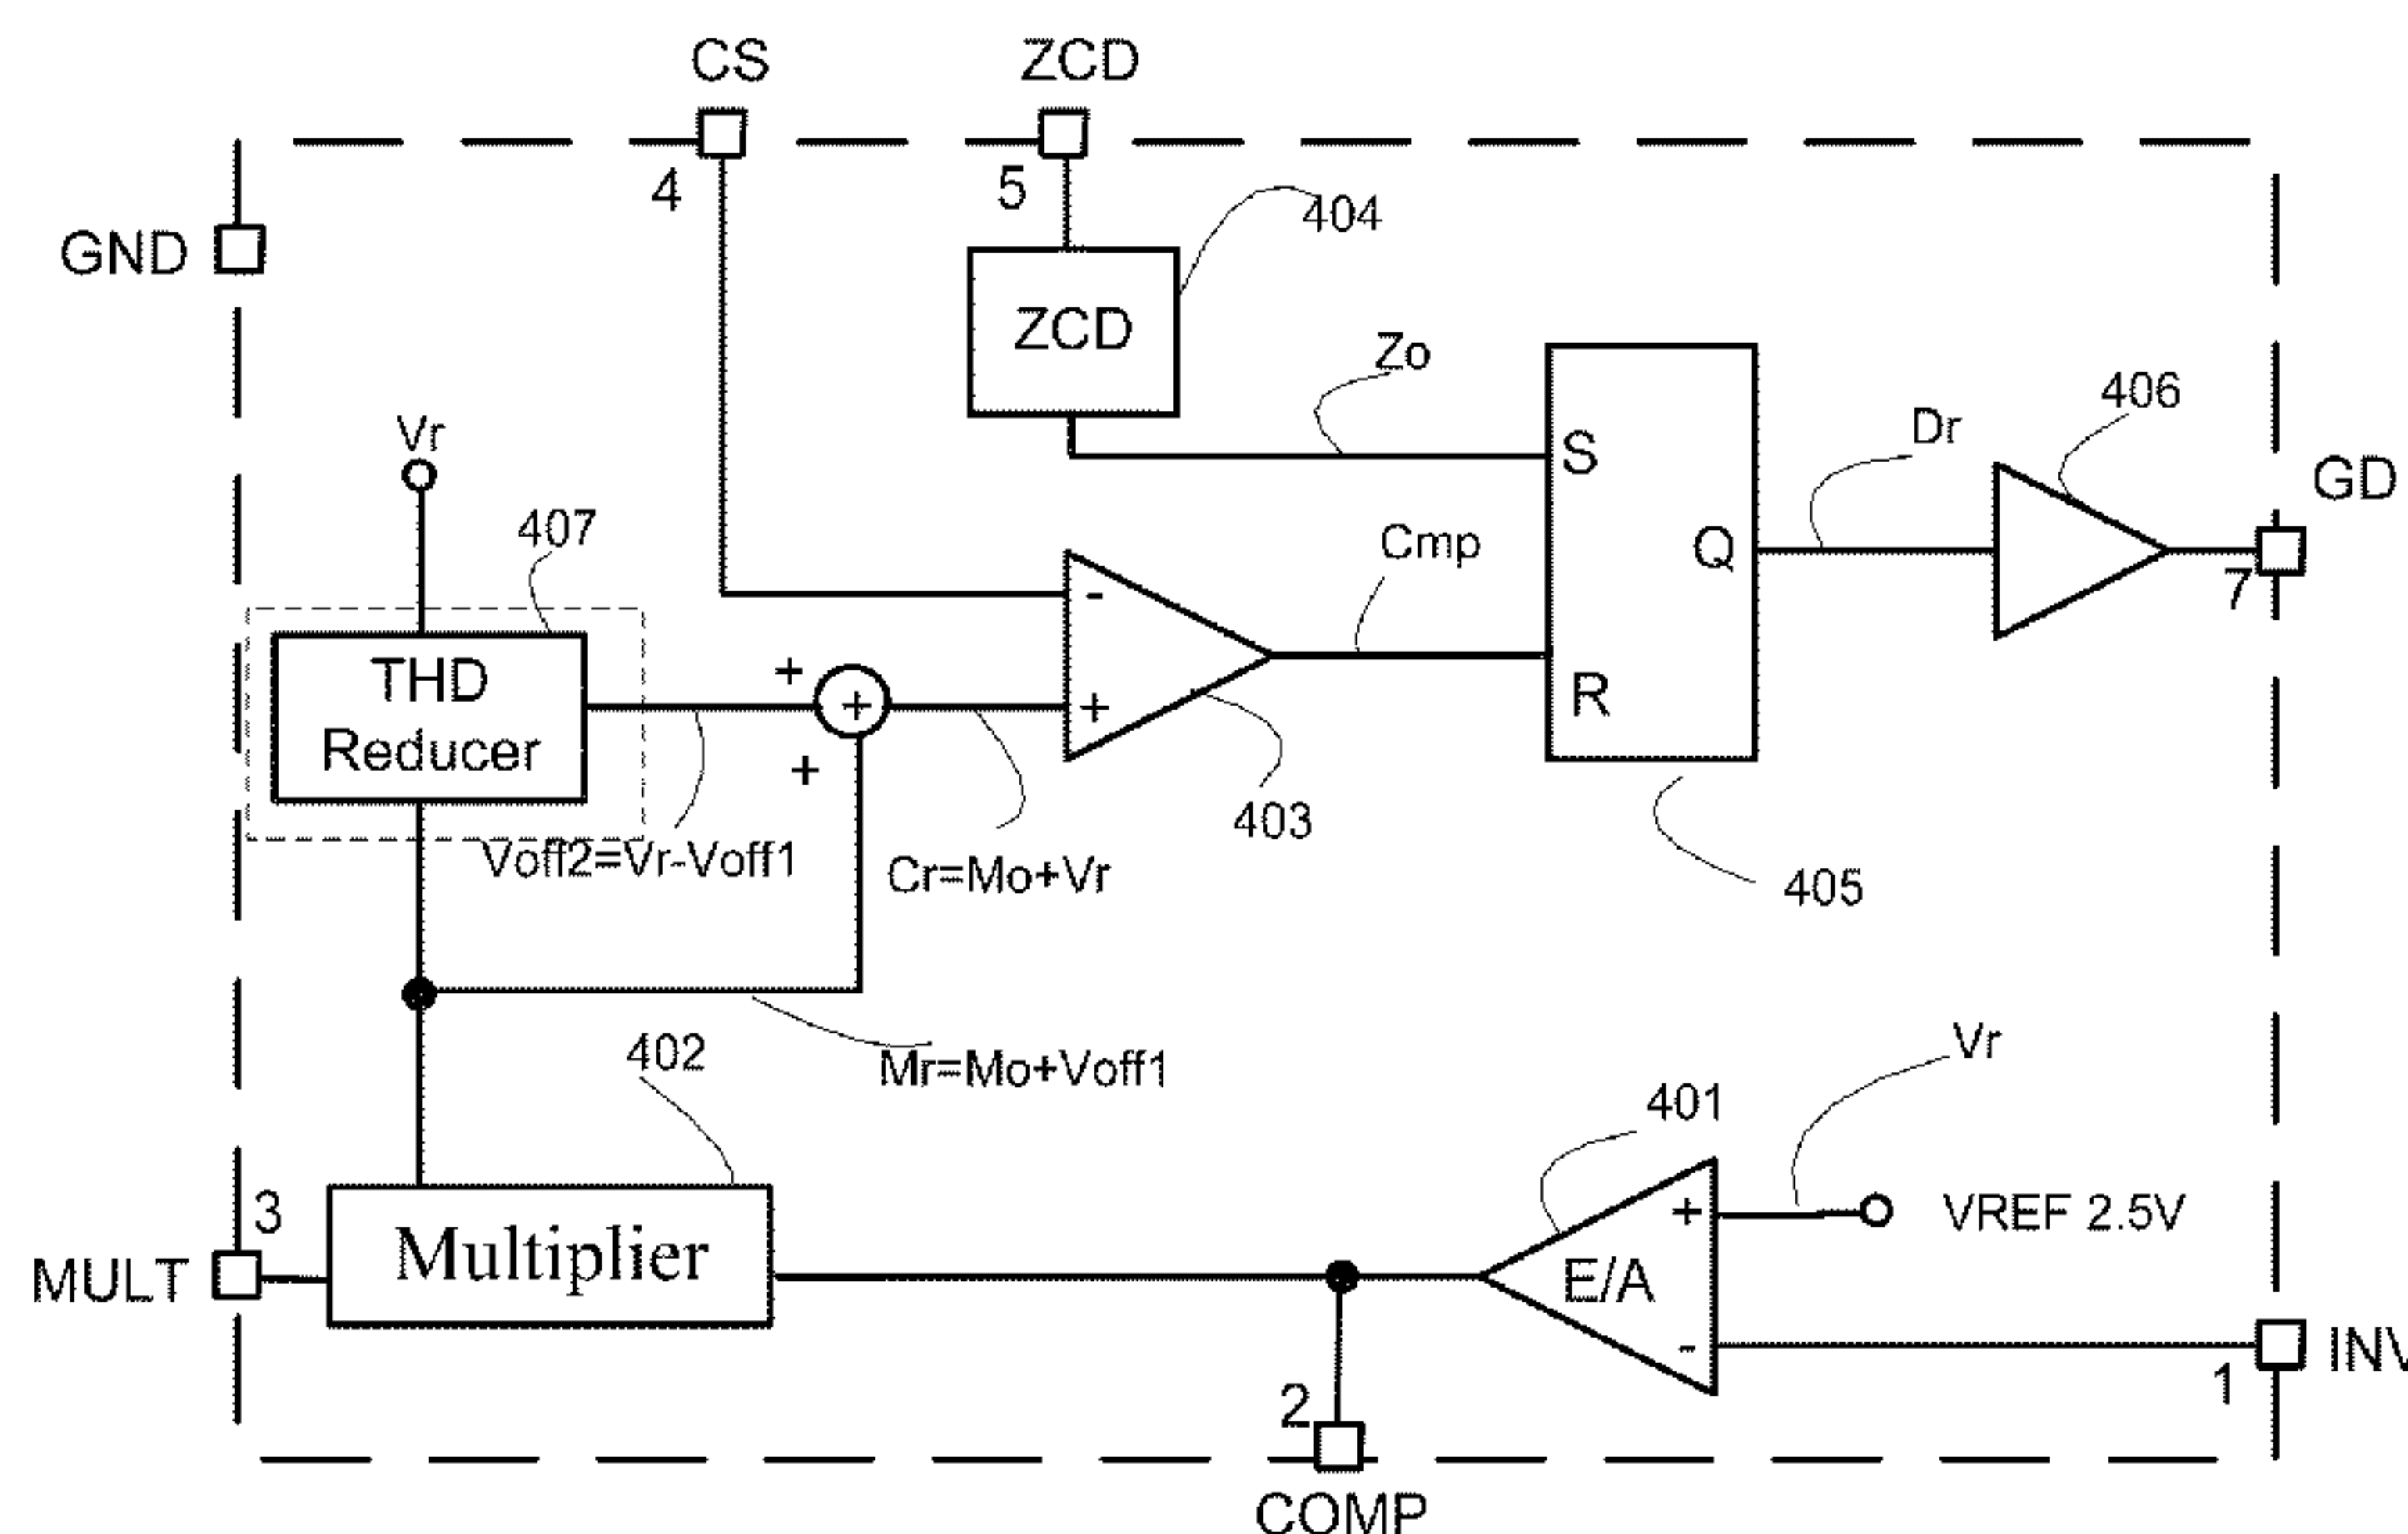 CS
ZCD
4
5
404
GND
ZCD
Zo
406
Vr
Dr
S
GD
407
Cmp
Q
7
-
THD
Reducer
+
+
+
R
+
403
Voff2=Vr-Voff1
Cr=Mo+Vr
405
402
Mr=Mo+Voff1
Vr
401
3
+
VREF 2.5V
MULT
Multiplier
E/A
-
INV
1
2
COMP